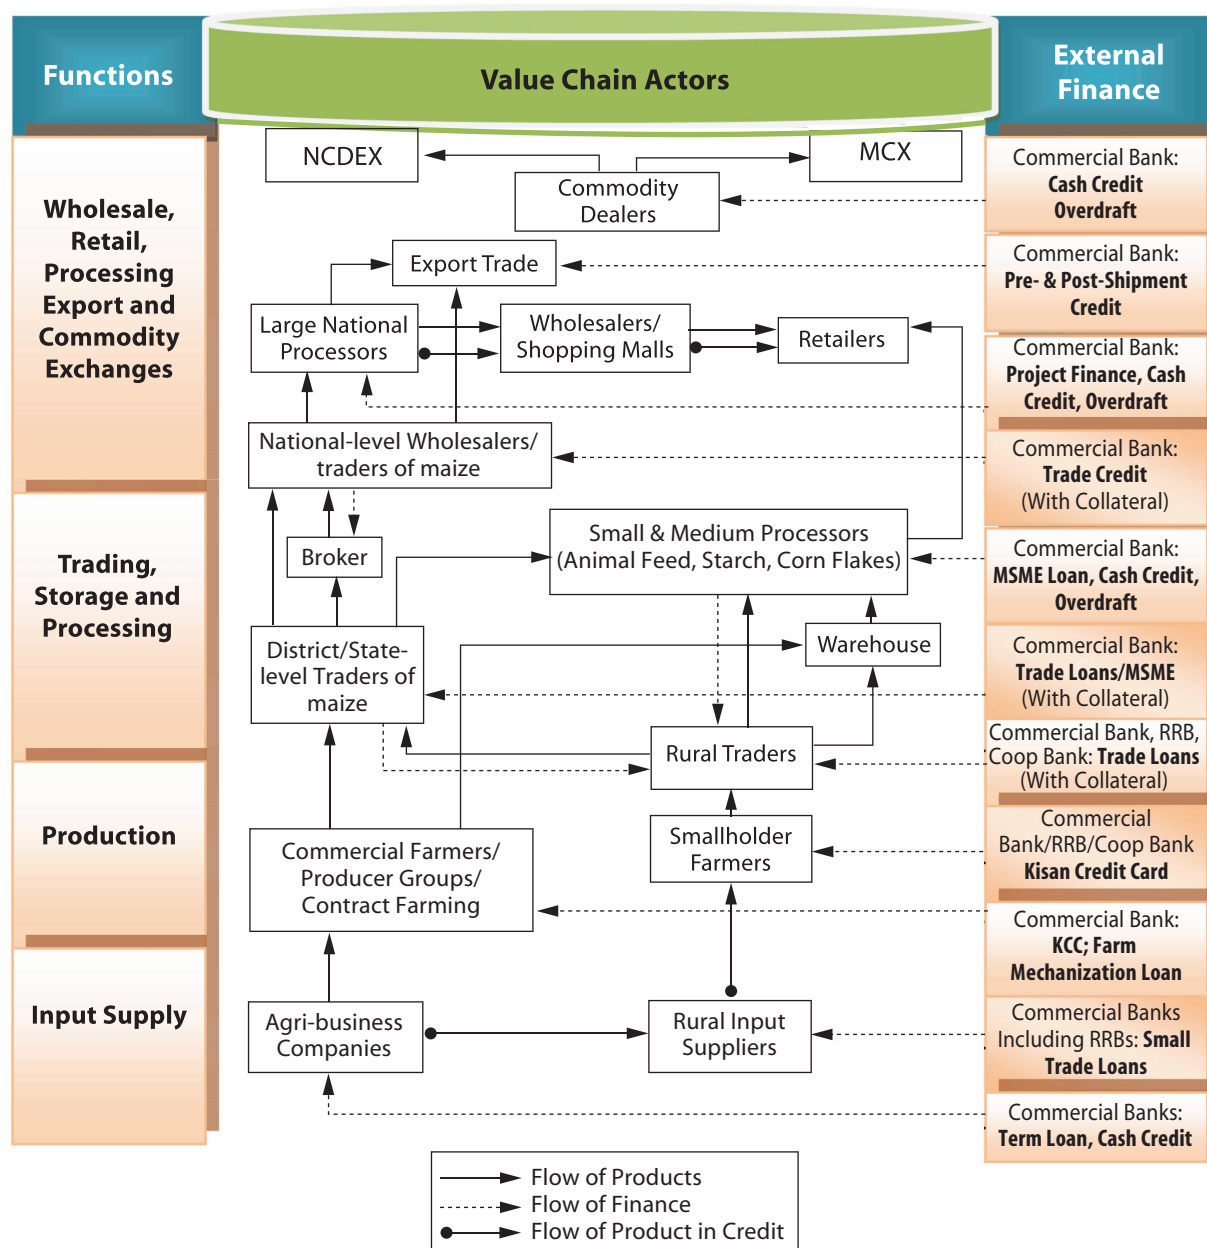 Functions
Value Chain Actors
External
Finance
Wholesale,
Retail,
Processing
Export and
Commodity
Exchanges
Trading,
Storage and
Processing
Production
Input Supply
NCDEX
MCX
Commodity
Dealers
Export Trade
Large National
Processors
Wholesalers/
Shopping Malls
Retailers
National-level Wholesalers/
traders of maize
Broker
Small & Medium Processors
(Animal Feed, Starch, Corn Flakes)
District/State-
level Traders of
maize
Warehouse
Rural Traders
Commercial Farmers/
Producer Groups/
Contract Farming
Smallholder
Farmers
Agri-business
Companies
Rural Input
Suppliers
Commercial Bank:
Cash Credit
Overdraft
Commercial Bank:
Pre- & Post-Shipment
Credit
Commercial Bank:
Project Finance, Cash
Credit, Overdraft
Commercial Bank:
Trade Credit
(With Collateral)
Commercial Bank:
MSME Loan, Cash Credit,
Overdraft
Commercial Bank:
Trade Loans/MSME
(With Collateral)
Commercial Bank, RRB,
Coop Bank: Trade Loans
(With Collateral)
Commercial
Bank/RRB/Coop Bank
Kisan Credit Card
Commercial Bank:
KCC; Farm
Mechanization Loan
Commercial Banks
Including RRBs: Small
Trade Loans
Commercial Banks:
Term Loan, Cash Credit
Flow of Products
Flow of Finance
Flow of Product in Credit